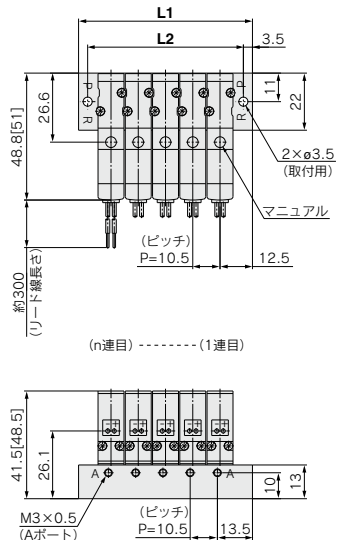 L1
L2
3.5
P
P
R
R
11
22
26.6
48.8[51]
2×ø3.5
(取付用)
マニュアル
(ピッチ)
P=10.5
12.5
約300
(リード線長さ)
(n連目) -------- (1連目)
41.5[48.5]
26.1
A
A
10
13
M3×0.5
(Aポート)
(ピッチ)
P=10.5
13.5